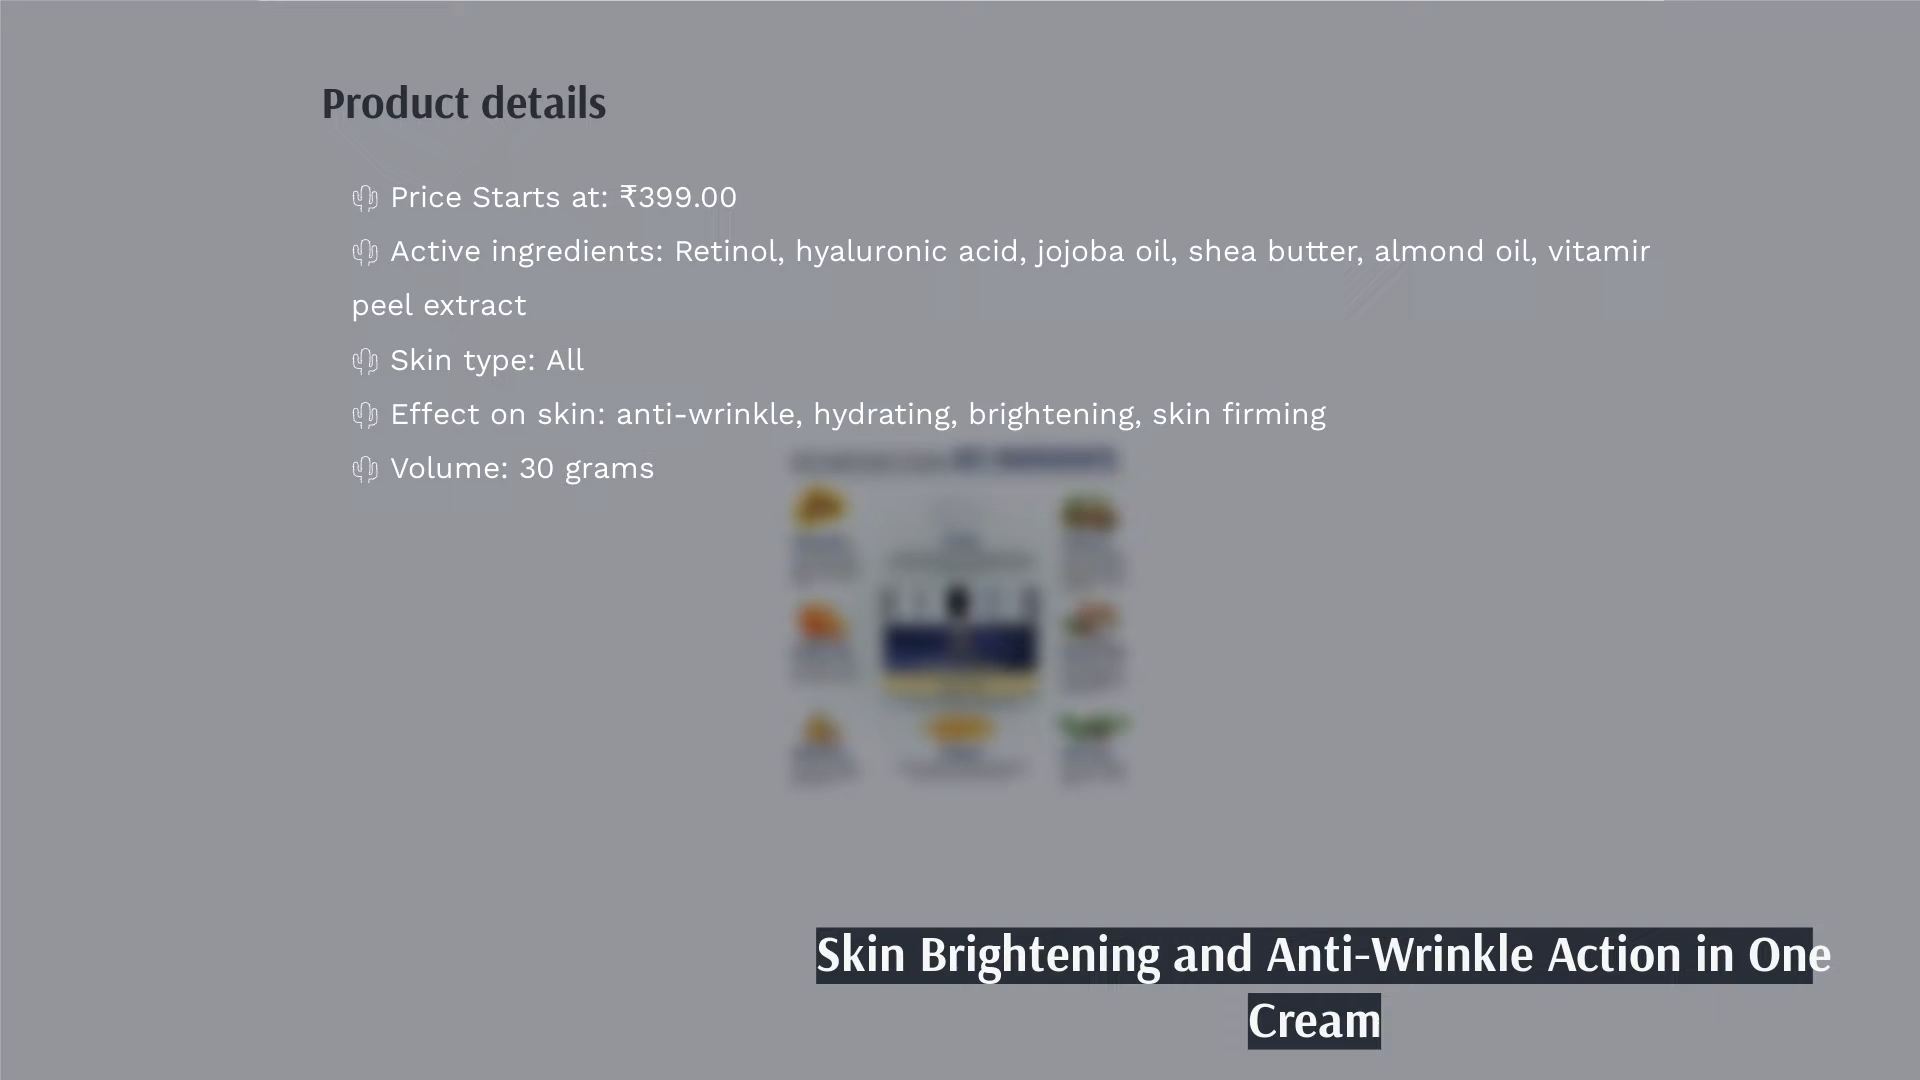 Product details
Price Starts at: ₹399.00
Active ingredients: Retinol, hyaluronic acid, jojoba oil, shea butter, almond oil,
peel extract
Skin type: All
Effect on skin: anti-wrinkle, hydrating, brightening, skin firming
Volume: 30 grams
Skin Brightening and Anti-Wrinkle Action in One
Cream